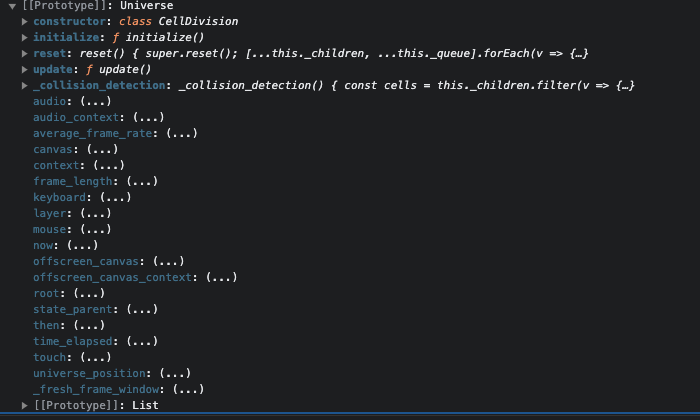 [[Prototype]]: Universe
constructor: class CellDivision
initialize: ƒ initialize()
reset: reset() { super.reset(); [...this._children, ...this._queue].forEach(v => {…}
update: ƒ update()
_collision_detection: _collision_detection() { const cells = this._children.filter(v => {…}
audio: (...)
audio_context: (...)
average_frame_rate: (...)
canvas: (...)
context: (...)
frame_length: (...)
keyboard: (...)
layer: (...)
mouse: (...)
now: (...)
offscreen_canvas: (...)
offscreen_canvas_context: (...)
root: (...)
state_parent: (...)
then: (...)
time_elapsed: (...)
touch: (...)
universe_position: (...)
_fresh_frame_window: (...)
[[Prototype]]: List